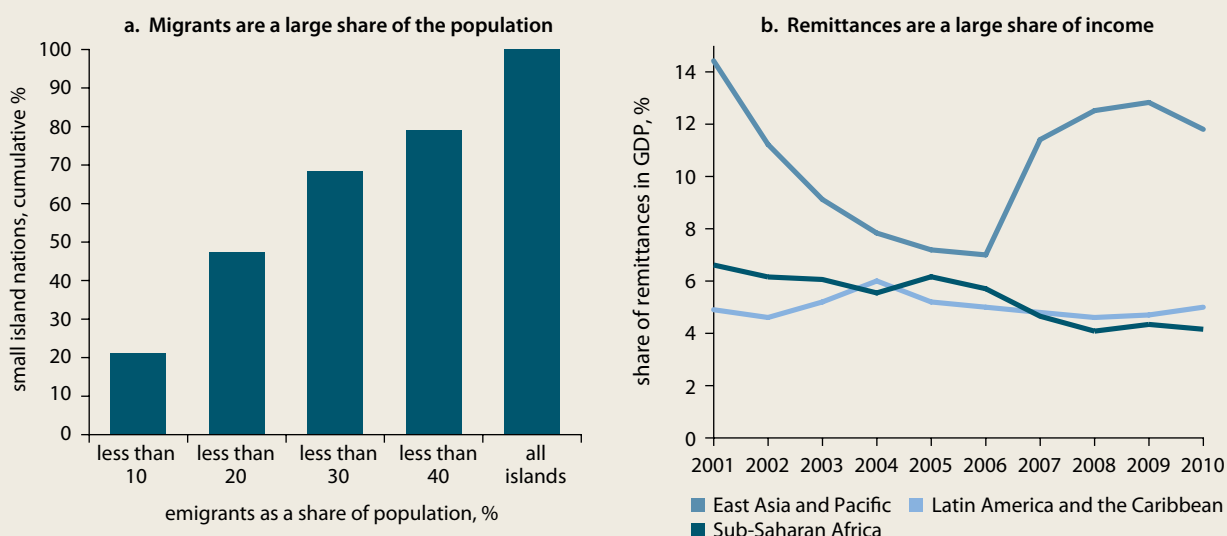 a. Migrants are a large share of the population
small island nations, cumulative %
100
90
80
70
60
50
40
30
20
10
0
less than
10
less than
20
less than
30
less than
40
all
islands
emigrants as a share of population, %
b. Remittances are a large share of income
share of remittances in GDP, %
14
12
10
8
6
4
2
0
2001 2002 2003 2004 2005 2006 2007 2008 2009 2010
East Asia and Pacific Latin America and the Caribbean
Sub-Saharan Africa